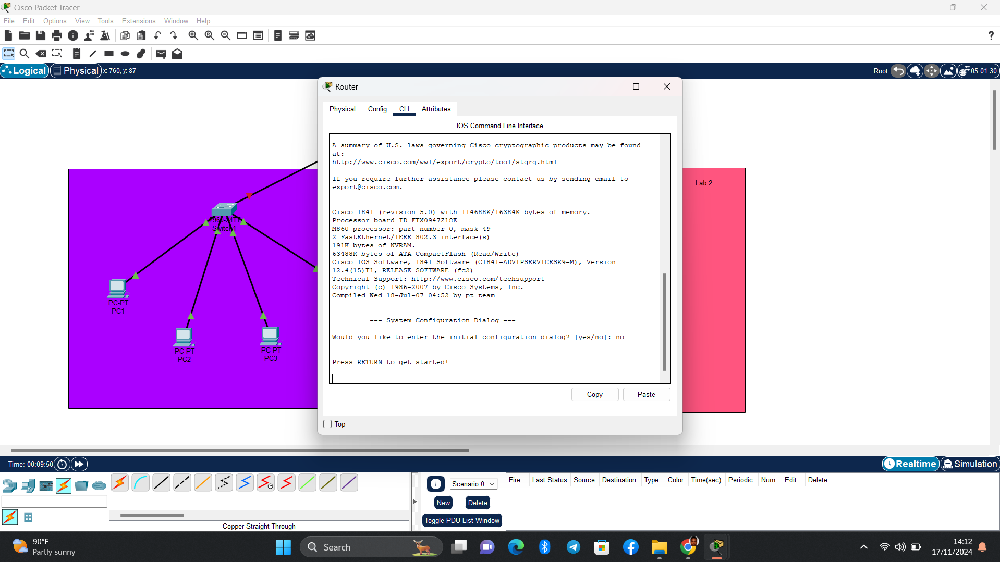 Cisco Packet Tracer
File Edit Options View Tools Extensions Window Help
?
Logical Physical x: 760, y: 87
Root 05:01:30
Router
Physical Config CLI Attributes
IOS Command Line Interface
A summary of U.S. laws governing Cisco cryptographic products may be found
at:
http://www.cisco.com/wwl/export/crypto/tool/stqrg.html
If you require further assistance please contact us by sending email to
export@cisco.com.
Cisco 1841 (revision 5.0) with 114688K/16384K bytes of memory.
Processor board ID FTX0947Z18E
M860 processor: part number 0, mask 49
2 FastEthernet/IEEE 802.3 interface(s)
191K bytes of NVRAM.
63488K bytes of ATA CompactFlash (Read/Write)
Cisco IOS Software, 1841 Software (C1841-ADVIPSERVICESK9-M), Version
12.4(15)T1, RELEASE SOFTWARE (fc2)
Technical Support: http://www.cisco.com/techsupport
Copyright (c) 1986-2007 by Cisco Systems, Inc.
Compiled Wed 18-Jul-07 04:52 by pt_team
--- System Configuration Dialog ---
Would you like to enter the initial configuration dialog? [yes/no]: no
Press RETURN to get started!
Copy Paste
Top
2960-24TT
Switch1
PC-PT
PC1
PC-PT
PC2
PC-PT
PC3
Lab 2
Time: 00:09:50
Realtime Simulation
Copper Straight-Through
Scenario 0
New Delete
Toggle PDU List Window
Fire Last Status Source Destination Type Color Time(sec) Periodic Num Edit Delete
90°F
Partly sunny
Search
14:12
17/11/2024